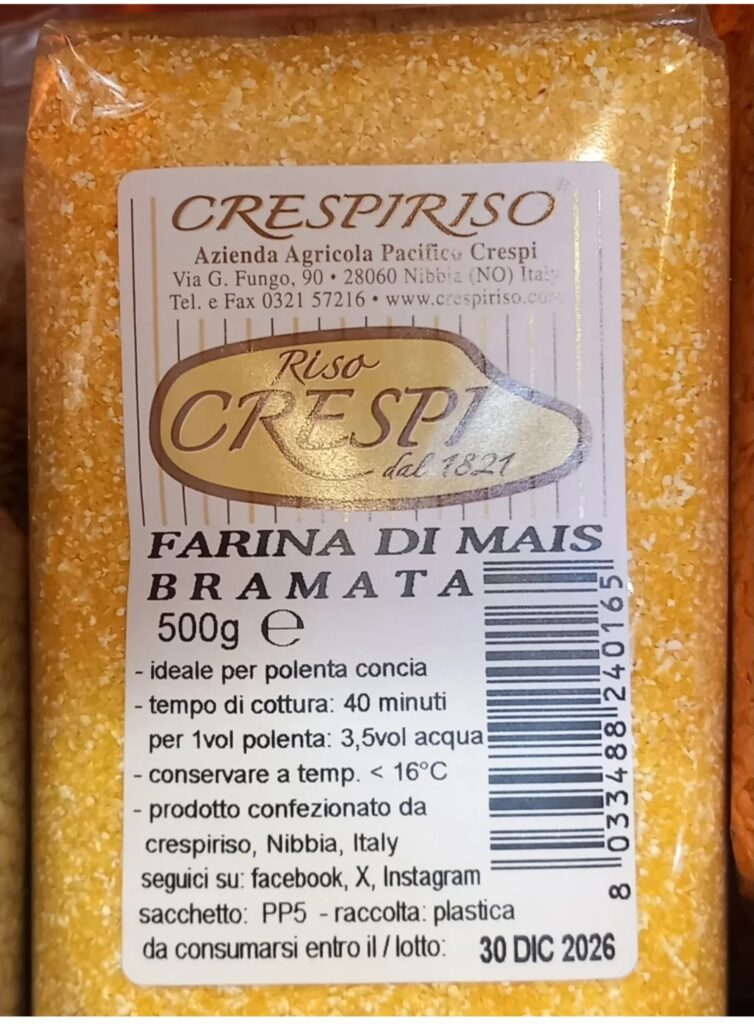 CRESPIRISO
Azienda Agricola Pacifico Crespi
Via G. Fungo, 90 • 28060 Nibbia (NO) Italy
Tel. e Fax 0321 57216 • www.crespiriso.com
Riso
CRESPI
dal 1821
FARINA DI MAIS
BRAMATA
500g ℮
- ideale per polenta concia
- tempo di cottura: 40 minuti
per 1vol polenta: 3,5vol acqua
- conservare a temp. < 16°C
- prodotto confezionato da
crespiriso, Nibbia, Italy
seguici su: facebook, X, Instagram
sacchetto: PP5 - raccolta: plastica
da consumarsi entro il / lotto: 30 DIC 2026
8 033488 240165